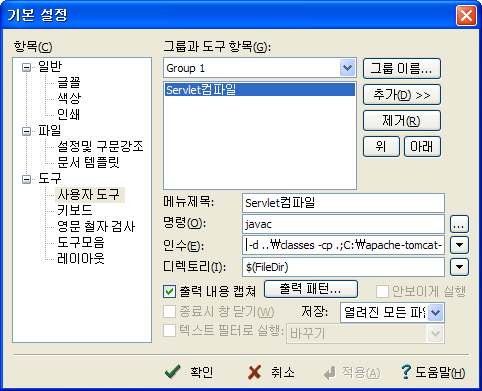 기본 설정
항목(C)
일반
글꼴
색상
인쇄
파일
설정및 구문강조
문서 템플릿
도구
사용자 도구
키보드
영문 철자 검사
도구모음
레이아웃
그룹과 도구 항목(G):
Group 1
그룹 이름...
Servlet컴파일
추가(D) >>
제거(R)
위
아래
메뉴제목:
Servlet컴파일
명령(O):
javac
...
인수(E):
-d ..₩classes -cp .;C:₩apache-tomcat-
디렉토리(I):
$(FileDir)
출력 내용 캡쳐
출력 패턴...
안보이게 실행
종료시 창 닫기(W)
저장:
열려진 모든 파일
텍스트 필터로 실행:
바꾸기
확인
취소
적용(A)
? 도움말(H)